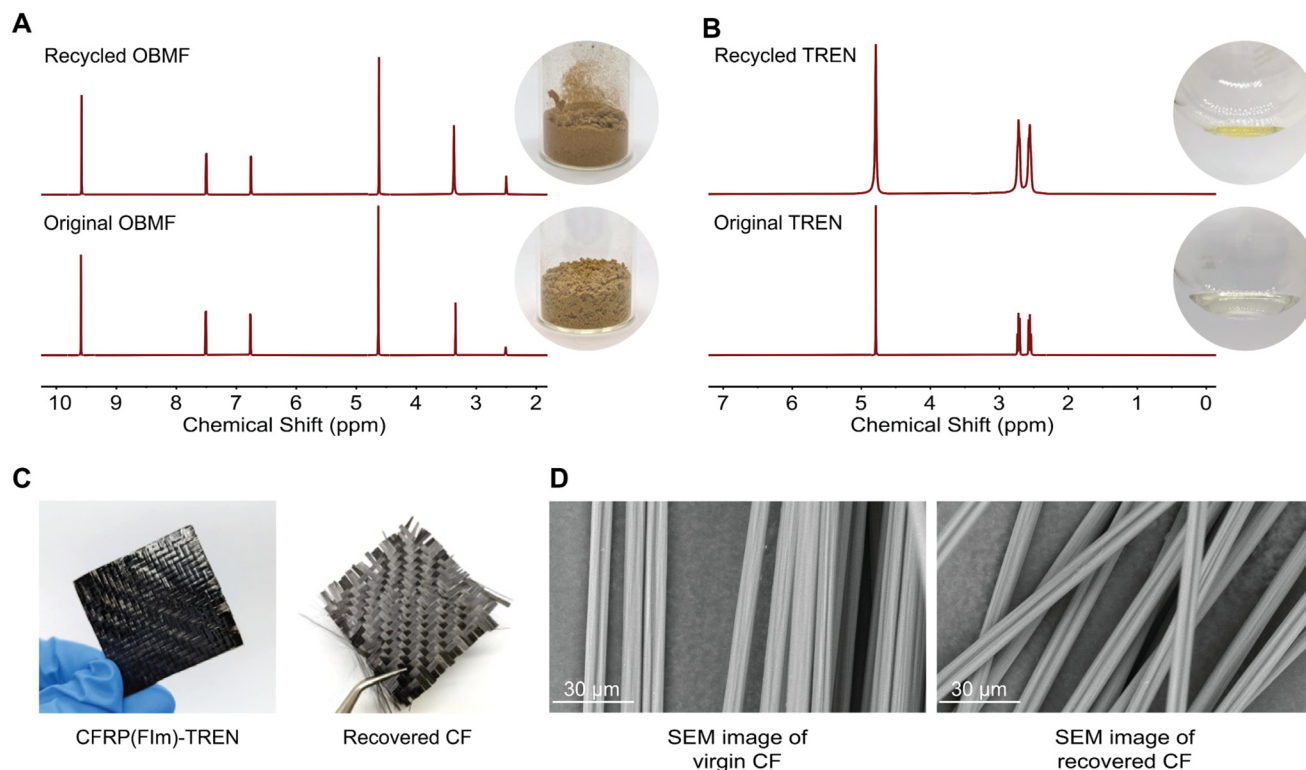 A
Recycled OBMF
Original OBMF
10 9 8 7 6 5 4 3 2
Chemical Shift (ppm)
B
Recycled TREN
Original TREN
7 6 5 4 3 2 1 0
Chemical Shift (ppm)
C
CFRP(FIm)-TREN
Recovered CF
D
30 μm
SEM image of
virgin CF
30 μm
SEM image of
recovered CF